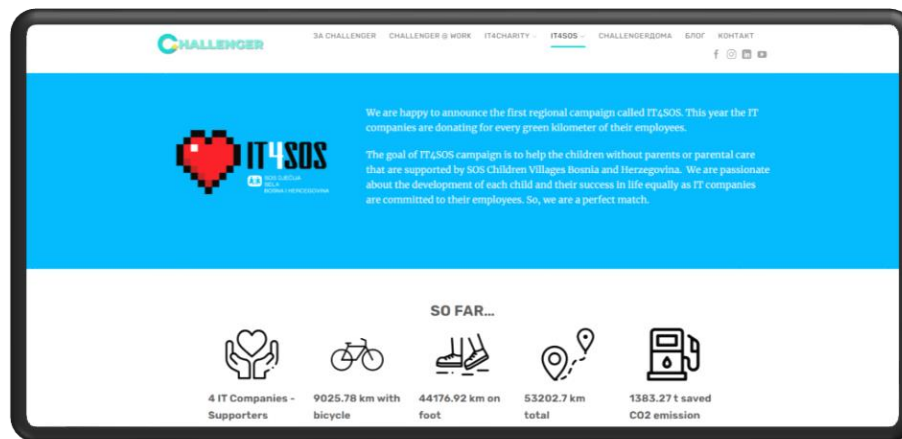 CHALLENGER
ЗА CHALLENGER CHALLENGER @ WORK IT4CHARITY IT4SOS CHALLENGERДОМА БЛОГ КОНТАКТ
We are happy to announce the first regional campaign called IT4SOS. This year the IT
companies are donating for every green kilometer of their employees.
IT4SOS
SOS DJEČIJA
SELA
BOSNA I HERCEGOVINA
The goal of IT4SOS campaign is to help the children without parents or parental care
that are supported by SOS Children Villages Bosnia and Herzegovina. We are passionate
about the development of each child and their success in life equally as IT companies
are committed to their employees. So, we are a perfect match.
SO FAR...
4 IT Companies -
Supporters
9025.78 km with
bicycle
44176.92 km on
foot
53202.7 km
total
1383.27 t saved
CO2 emission